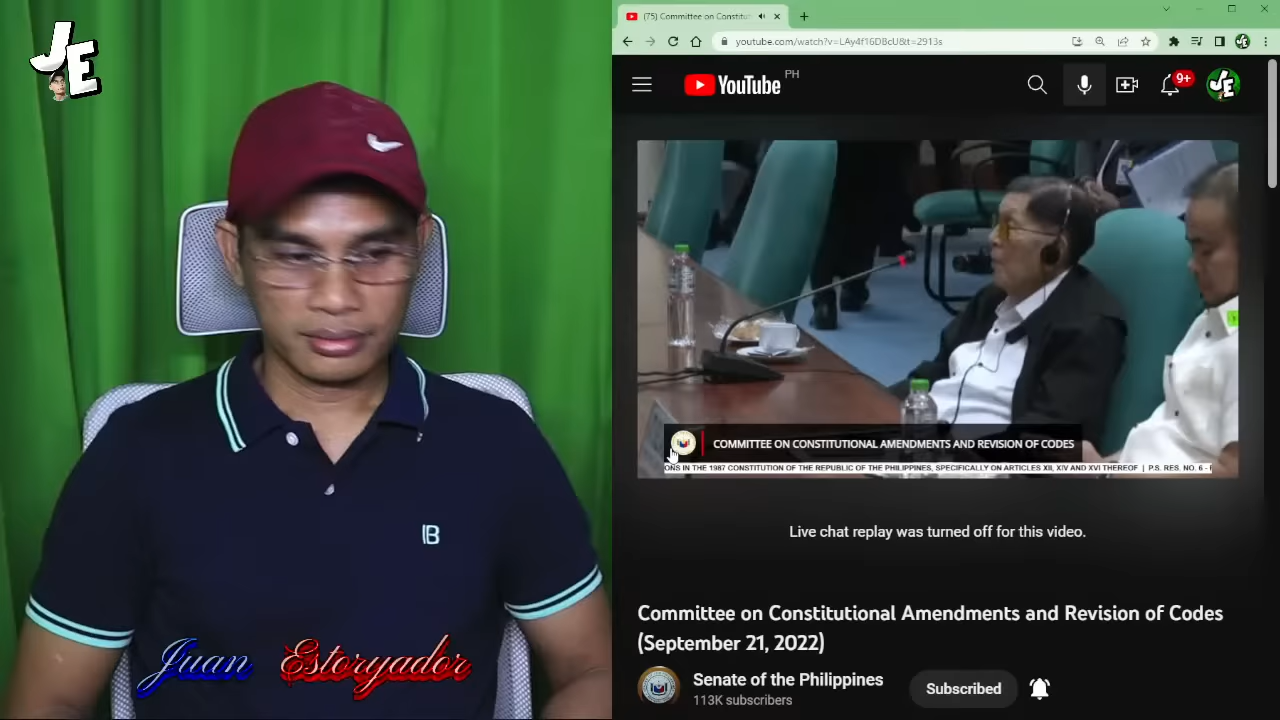 JE
Juan Estoryador
B
(75) Committee on Constitut
youtube.com/watch?v=LAy4f16DBcU&t=2913s
YouTube PH
9+
JE
COMMITTEE ON CONSTITUTIONAL AMENDMENTS AND REVISION OF CODES
ONS IN THE 1987 CONSTITUTION OF THE REPUBLIC OF THE PHILIPPINES, SPECIFICALLY ON ARTICLES XII, XIV AND XVI THEREOF | P.S. RES. NO. 6 -
Live chat replay was turned off for this video.
Committee on Constitutional Amendments and Revision of Codes
(September 21, 2022)
Senate of the Philippines
113K subscribers
Subscribed